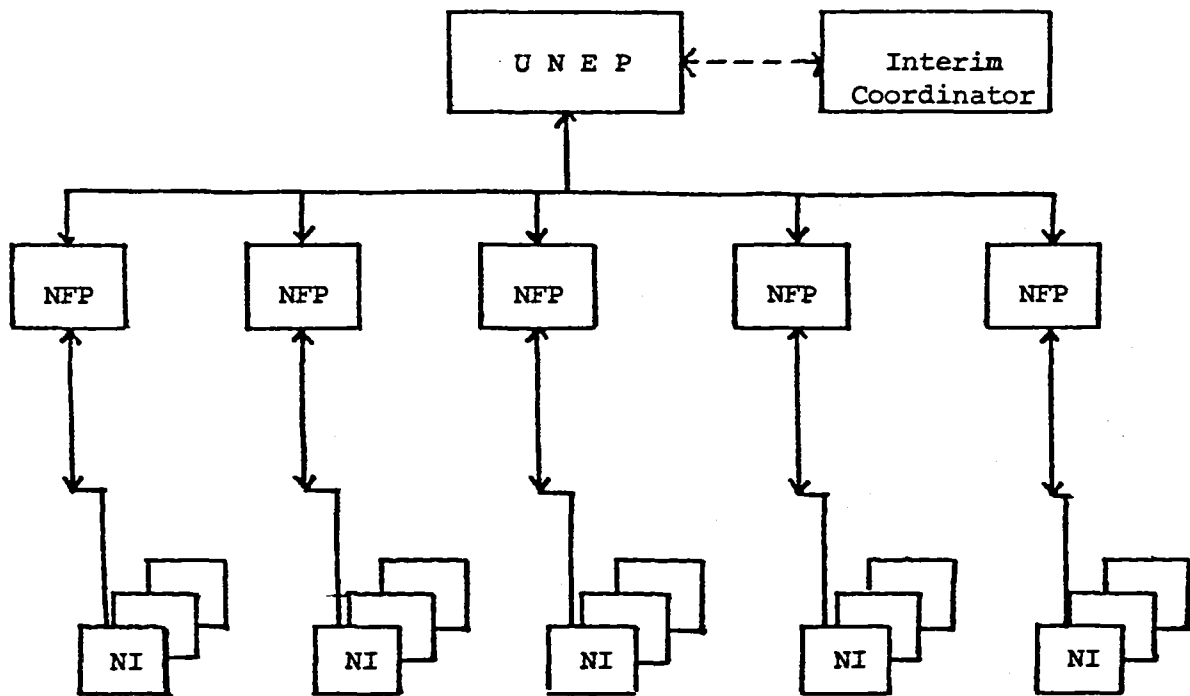 U N E P
Interim
Coordinator
NFP
NFP
NFP
NFP
NFP
NI
NI
NI
NI
NI